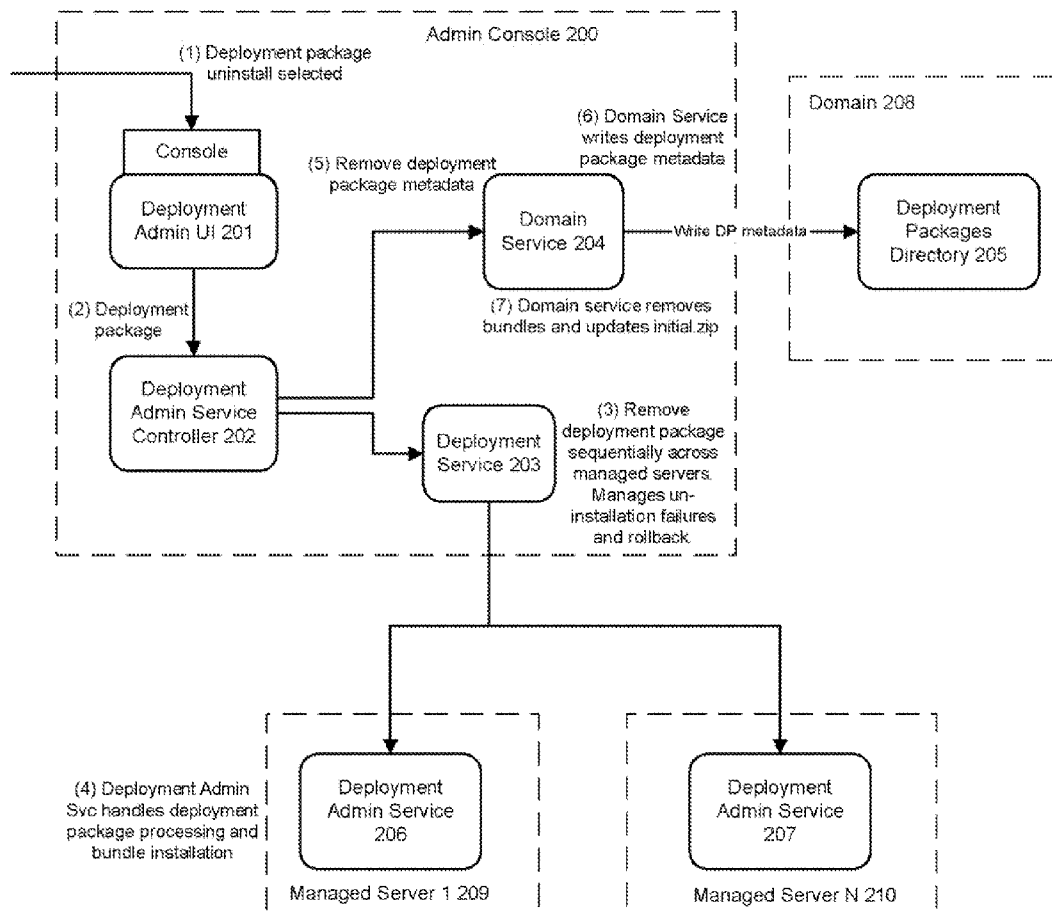 Admin Console 200
(1) Deployment package
uninstall selected
Console
Deployment
Admin UI 201
(2) Deployment
package
Deployment
Admin Service
Controller 202
(5) Remove deployment
package metadata
Domain
Service 204
(6) Domain Service
writes deployment
package metadata
Write DP metadata
Domain 208
Deployment
Packages
Directory 205
(7) Domain service removes
bundles and updates initial.zip
Deployment
Service 203
(3) Remove
deployment package
sequentially across
managed servers.
Manages un-
installation failures
and rollback.
(4) Deployment Admin
Svc handles deployment
package processing and
bundle installation
Deployment
Admin Service
206
Managed Server 1 209
Deployment
Admin Service
207
Managed Server N 210